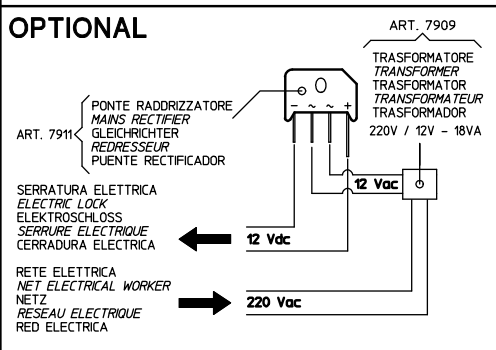 OPTIONAL
ART. 7909
TRASFORMATORE
TRANSFORMER
TRASFORMATOR
TRANSFORMATEUR
TRASFORMADOR
220V / 12V - 18VA
- ~ ~ +
ART. 7911
PONTE RADDRIZZATORE
MAINS RECTIFIER
GLEICHRICHTER
REDRESSEUR
PUENTE RECTIFICADOR
12 Vac
SERRATURA ELETTRICA
ELECTRIC LOCK
ELEKTROSCHLOSS
SERRURE ELECTRIQUE
CERRADURA ELECTRICA
12 Vdc
RETE ELETTRICA
NET ELECTRICAL WORKER
NETZ
RESEAU ELECTRIQUE
RED ELECTRICA
220 Vac